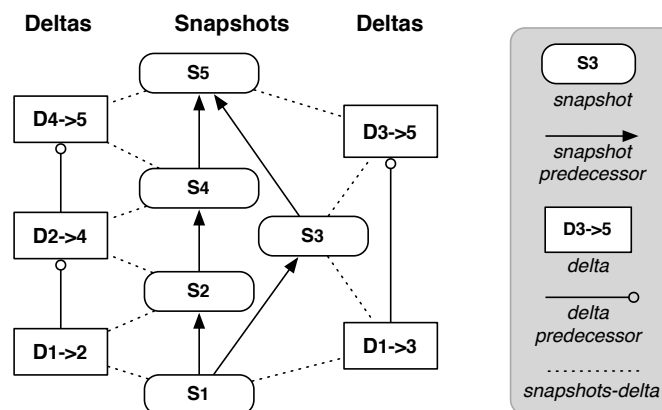 Deltas Snapshots Deltas
S5
D4->5
D3->5
S4
D2->4
S3
S2
D1->2
D1->3
S1
S3
snapshot
snapshot
predecessor
D3->5
delta
delta
predecessor
snapshots-delta